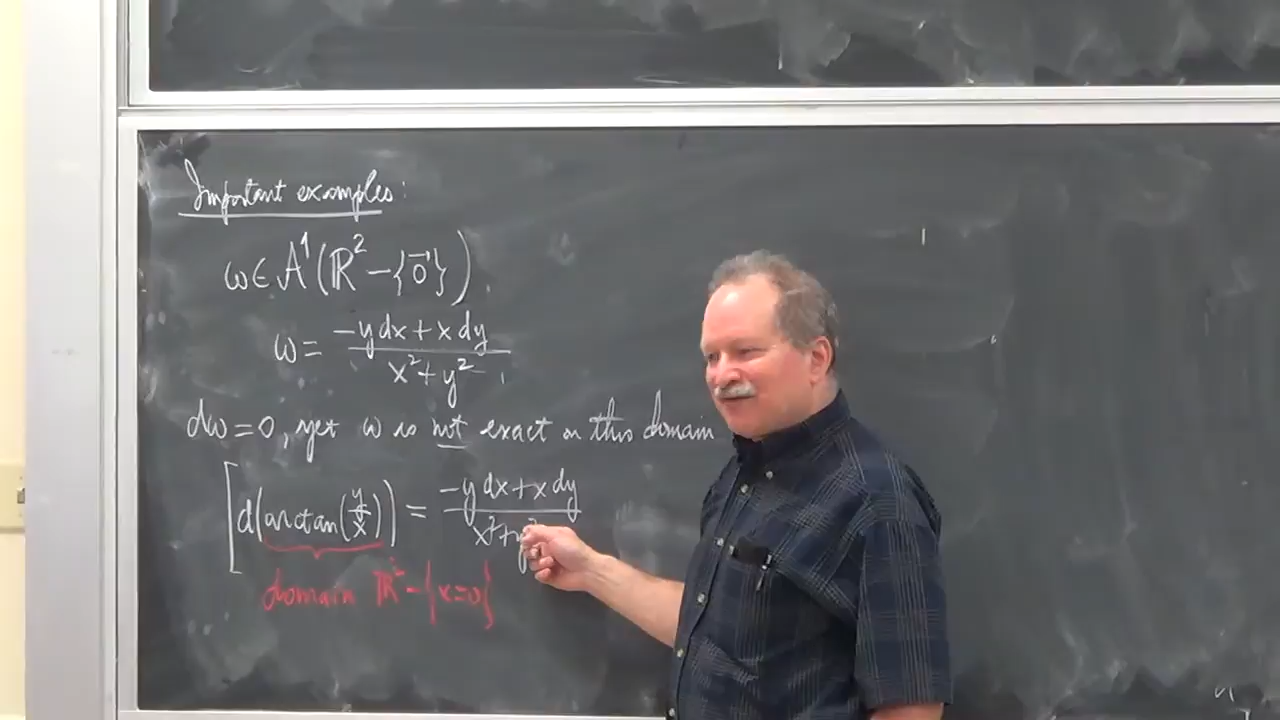 Important examples:
ω ∈ A¹(ℝ² − {0⃗})
ω = (−y dx + x dy) / (x² + y²)
dω = 0, yet ω is not exact on this domain
[d(arctan(y/x)) = (−y dx + x dy) / (x² + y²)
domain ℝ² − {x=0}